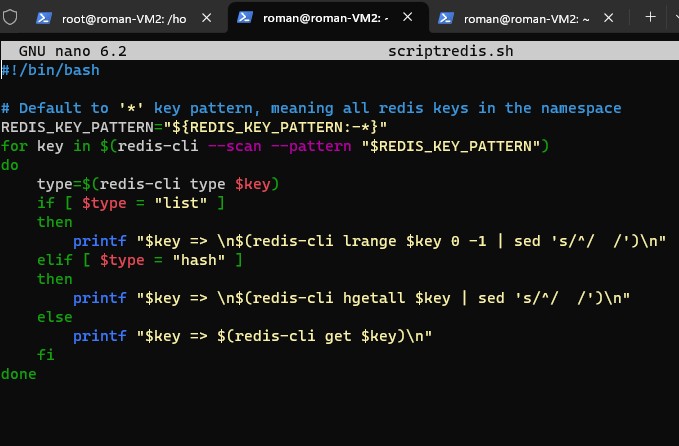 root@roman-VM2: /ho
roman@roman-VM2: ~
roman@roman-VM2: ~
GNU nano 6.2 scriptredis.sh
#!/bin/bash
# Default to '*' key pattern, meaning all redis keys in the namespace
REDIS_KEY_PATTERN="${REDIS_KEY_PATTERN:-*}"
for key in $(redis-cli --scan --pattern "$REDIS_KEY_PATTERN")
do
    type=$(redis-cli type $key)
    if [ $type = "list" ]
    then
        printf "$key => \n$(redis-cli lrange $key 0 -1 | sed 's/^/  /')\n"
    elif [ $type = "hash" ]
    then
        printf "$key => \n$(redis-cli hgetall $key | sed 's/^/  /')\n"
    else
        printf "$key => $(redis-cli get $key)\n"
    fi
done